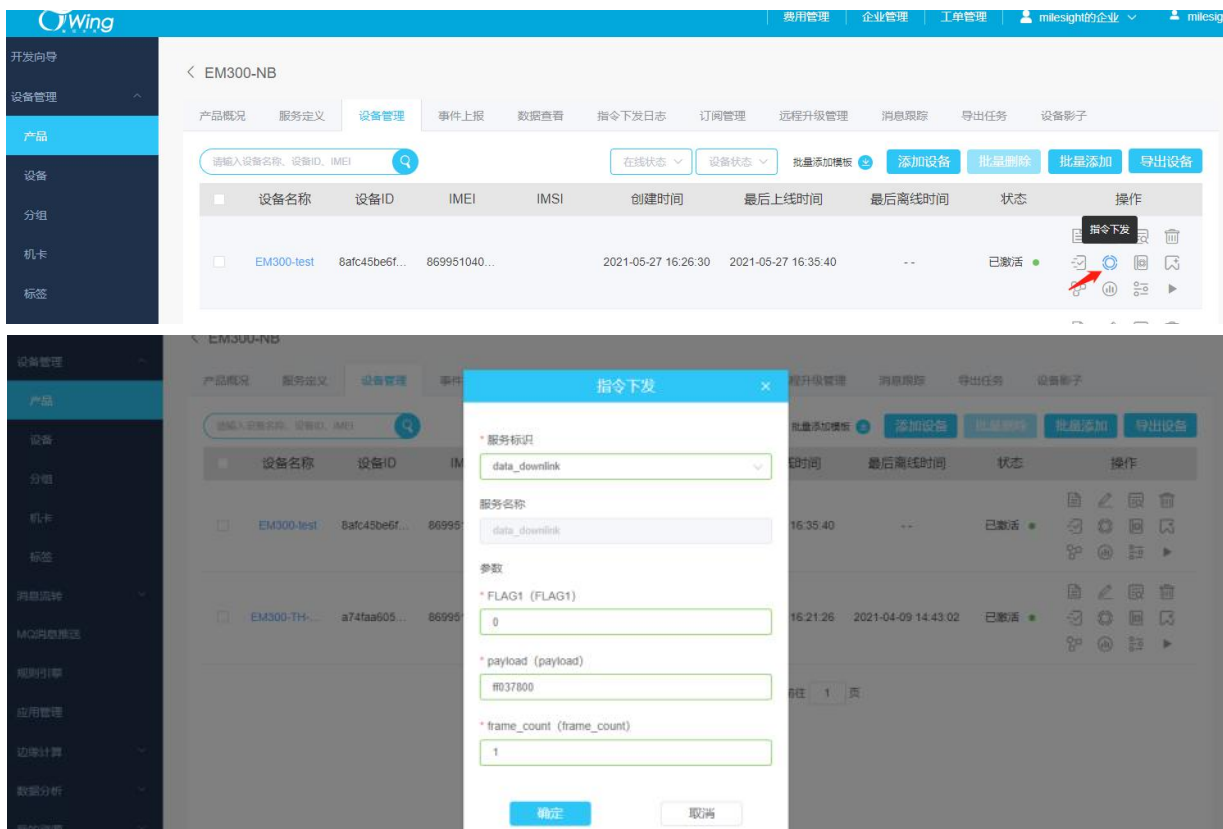 Wing
费用管理 企业管理 工单管理 milesight的企业 milesig
开发向导
EM300-NB
设备管理
产品概况 服务定义 设备管理 事件上报 数据查看 指令下发日志 订阅管理 远程升级管理 消息跟踪 导出任务 设备影子
产品
请输入设备名称、设备ID、IMEI 在线状态 设备状态 批量添加模板 添加设备 批量删除 批量添加 导出设备
设备
设备名称 设备ID IMEI IMSI 创建时间 最后上线时间 最后离线时间 状态 操作
分组
指令下发
机卡
EM300-test 8afc45be6f... 869951040... 2021-05-27 16:26:30 2021-05-27 16:35:40 - - 已激活
标签
EM300-NB
设备管理
产品概况 服务定义 设备管理 事件 程升级管理 消息跟踪 导出任务 设备影子
指令下发 ×
产品
请输入设备名称、设备ID、IMEI 批量添加模板 添加设备 批量删除 批量添加 导出设备
设备
* 服务标识
设备名称 设备ID IM 线时间 最后离线时间 状态 操作
data_downlink
分组
服务名称
机卡
EM300-test 8afc45be6f... 86995 16:35:40 - - 已激活
data_downlink
标签
参数
消息流转
* FLAG1 (FLAG1)
EM300-TH-... a74faa605... 86995 16:21:26 2021-04-09 14:43:02 已激活
0
MQ消息推送
* payload (payload)
规则引擎
ff037800
前往 1 页
应用管理
* frame_count (frame_count)
边缘计算
1
数据分析
确定 取消